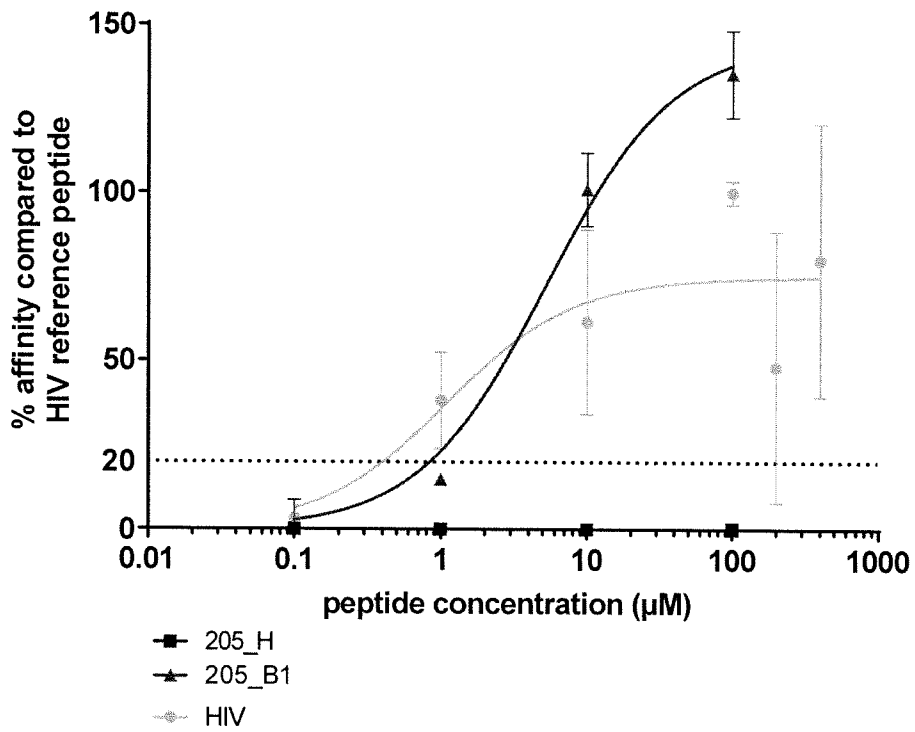 % affinity compared to
HIV reference peptide
150
100
50
20
0
0.01
0.1
1
10
100
1000
peptide concentration (µM)
205_H
205_B1
HIV